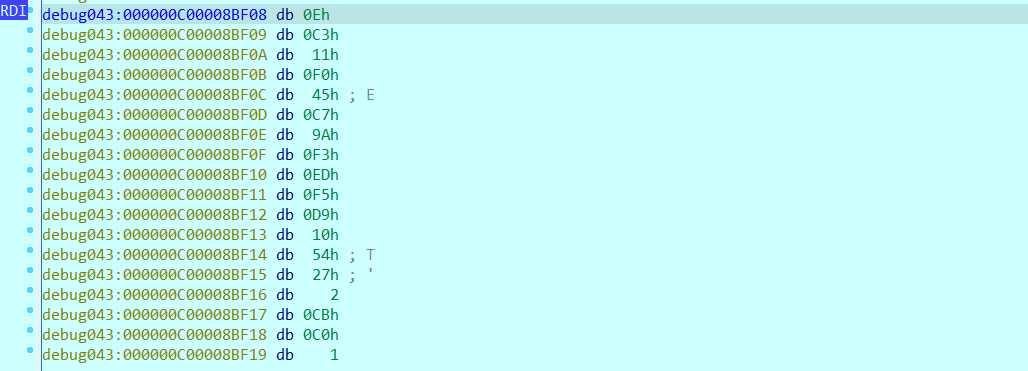 RDI debug043:000000C00008BF08 db 0Eh
debug043:000000C00008BF09 db 0C3h
debug043:000000C00008BF0A db 11h
debug043:000000C00008BF0B db 0F0h
debug043:000000C00008BF0C db 45h ; E
debug043:000000C00008BF0D db 0C7h
debug043:000000C00008BF0E db 9Ah
debug043:000000C00008BF0F db 0F3h
debug043:000000C00008BF10 db 0EDh
debug043:000000C00008BF11 db 0F5h
debug043:000000C00008BF12 db 0D9h
debug043:000000C00008BF13 db 10h
debug043:000000C00008BF14 db 54h ; T
debug043:000000C00008BF15 db 27h ; '
debug043:000000C00008BF16 db 2
debug043:000000C00008BF17 db 0CBh
debug043:000000C00008BF18 db 0C0h
debug043:000000C00008BF19 db 1